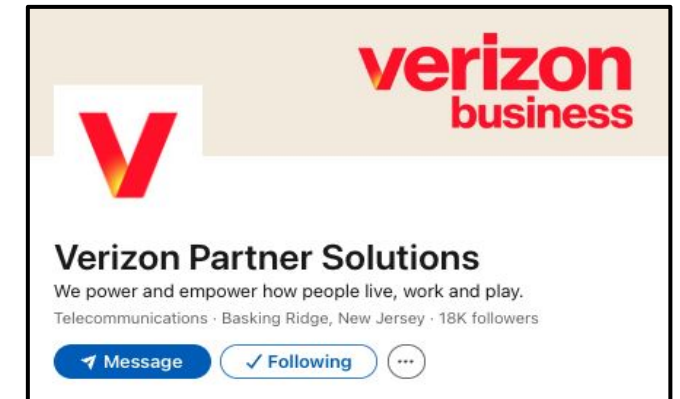 verizon
business
V
Verizon Partner Solutions
We power and empower how people live, work and play.
Telecommunications · Basking Ridge, New Jersey · 18K followers
Message
Following